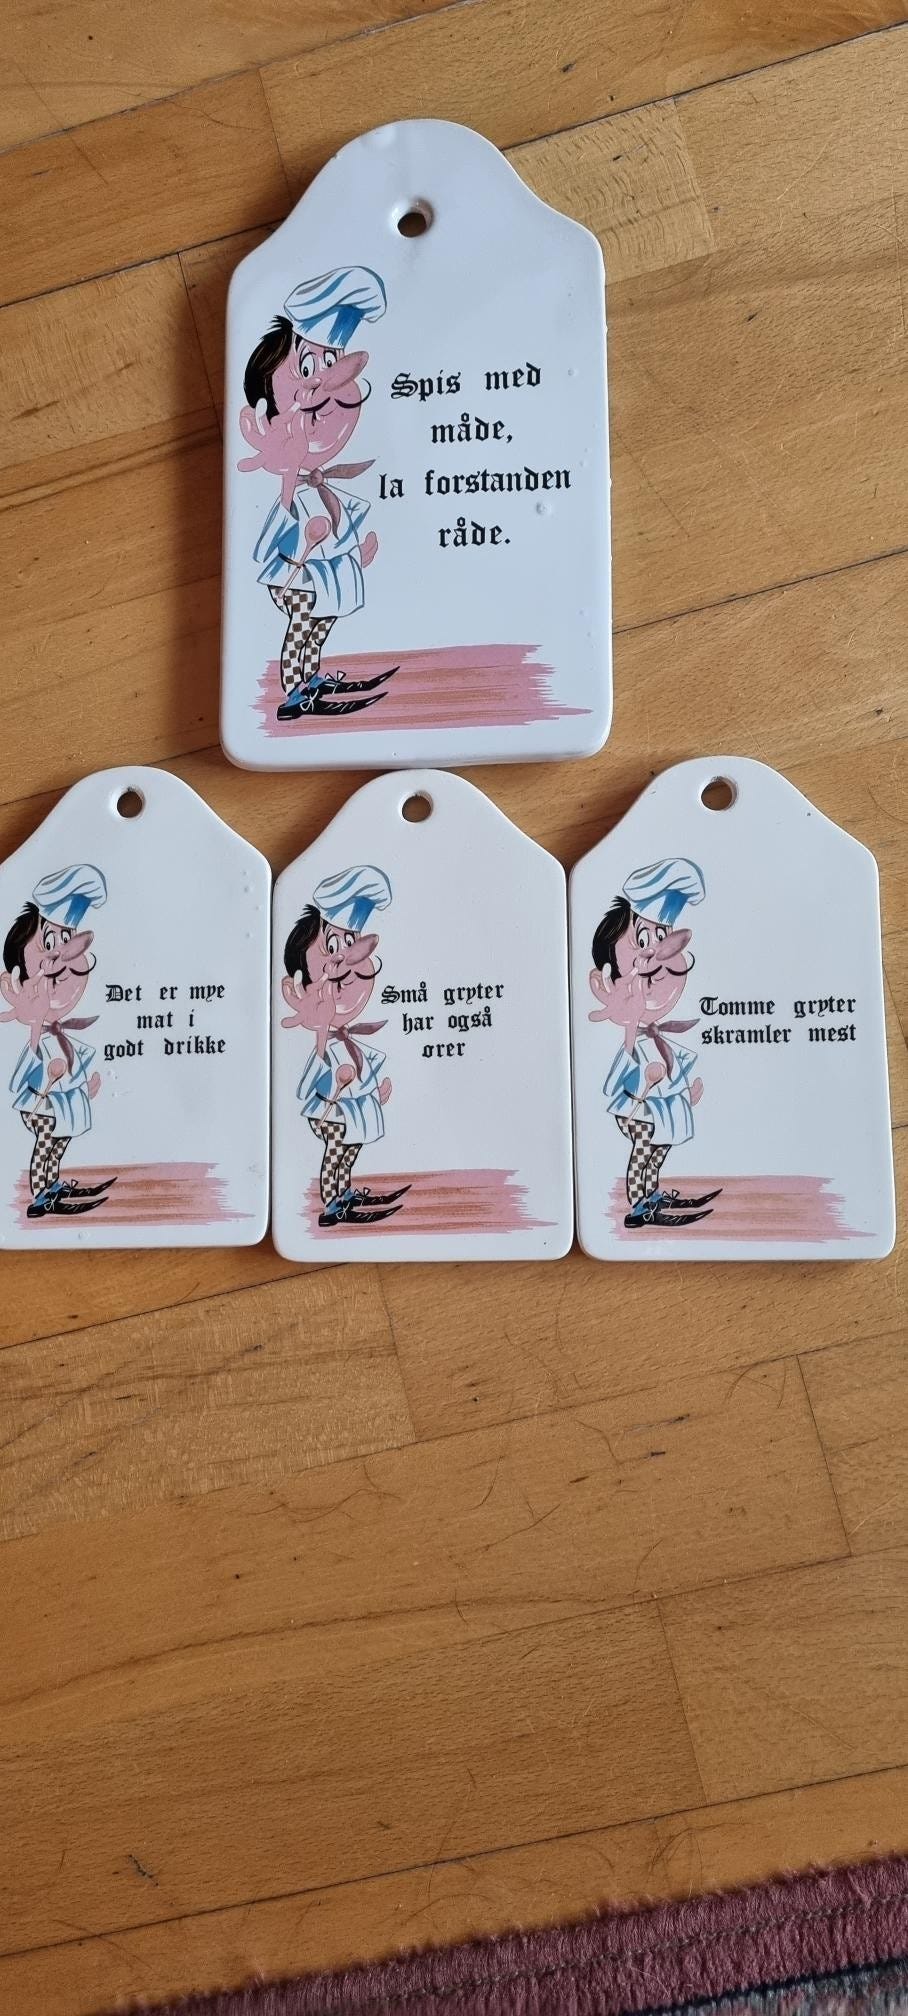 Spis med
måde,
la forstanden
råde.
Det er mye
mat i
godt drikke
Små gryter
har også
ører
Tomme gryter
skramler mest